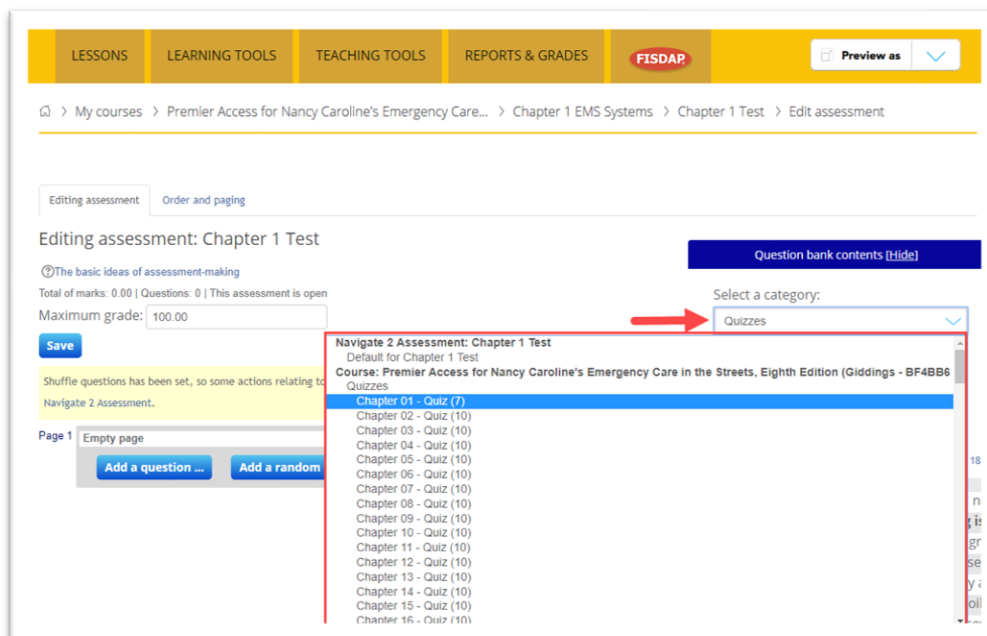 LESSONS LEARNING TOOLS TEACHING TOOLS REPORTS & GRADES FISDAP Preview as
My courses > Premier Access for Nancy Caroline's Emergency Care... > Chapter 1 EMS Systems > Chapter 1 Test > Edit assessment
Editing assessment Order and paging
Editing assessment: Chapter 1 Test
Question bank contents [Hide]
The basic ideas of assessment-making
Total of marks: 0.00 | Questions: 0 | This assessment is open
Select a category:
Maximum grade: 100.00
Quizzes
Save
Navigate 2 Assessment: Chapter 1 Test
Default for Chapter 1 Test
Course: Premier Access for Nancy Caroline's Emergency Care in the Streets, Eighth Edition (Giddings - BF4BB6
Quizzes
Chapter 01 - Quiz (7)
Chapter 02 - Quiz (10)
Chapter 03 - Quiz (10)
Chapter 04 - Quiz (10)
Chapter 05 - Quiz (10)
Chapter 06 - Quiz (10)
Chapter 07 - Quiz (10)
Chapter 08 - Quiz (10)
Chapter 09 - Quiz (10)
Chapter 10 - Quiz (10)
Chapter 11 - Quiz (10)
Chapter 12 - Quiz (10)
Chapter 13 - Quiz (10)
Chapter 14 - Quiz (10)
Chapter 15 - Quiz (10)
Chapter 16 - Quiz (10)
Shuffle questions has been set, so some actions relating to
Navigate 2 Assessment.
Page 1 Empty page
Add a question ... Add a random
18